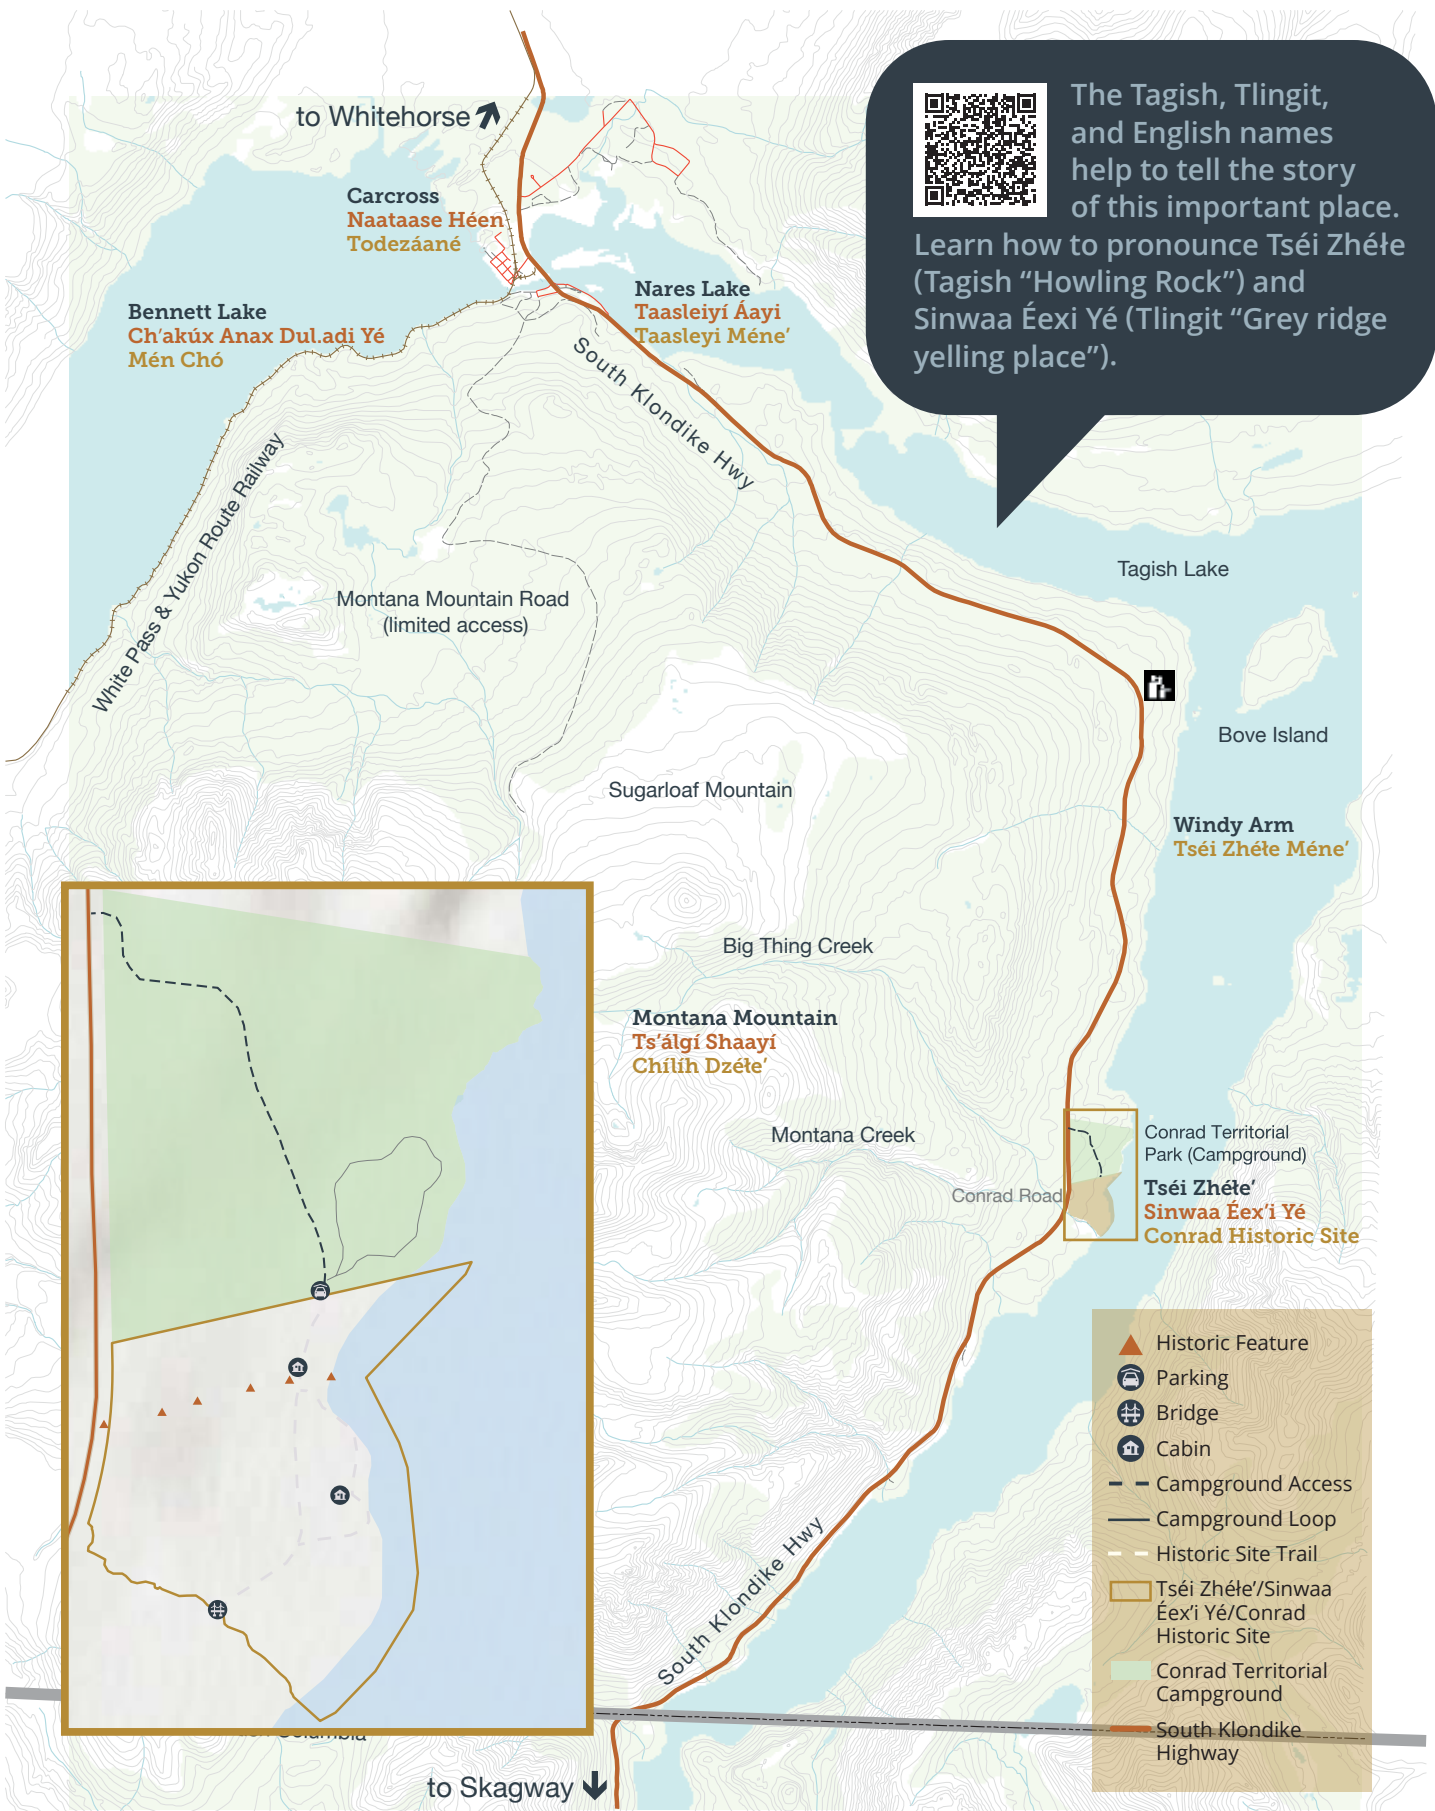 to Whitehorse
The Tagish, Tlingit,
and English names
help to tell the story
of this important place.
Learn how to pronounce Tséi Zhéłe
(Tagish “Howling Rock”) and
Sinwaa Éexi Yé (Tlingit “Grey ridge
yelling place”).
Carcross
Naataase Héen
Todezáané
Bennett Lake
Ch’akúx Anax Dul.adi Yé
Mén Chó
Nares Lake
Taasleiyí Áayi
Taasleyi Méne’
South Klondike Hwy
White Pass & Yukon Route Railway
Tagish Lake
Montana Mountain Road
(limited access)
Bove Island
Sugarloaf Mountain
Windy Arm
Tséi Zhéłe Méne’
Big Thing Creek
Montana Mountain
Ts’álgí Shaayí
Chílíh Dzéłe’
Montana Creek
Conrad Territorial
Park (Campground)
Conrad Road
Tséi Zhéłe’
Sinwaa Éex’i Yé
Conrad Historic Site
Historic Feature
Parking
Bridge
Cabin
Campground Access
Campground Loop
Historic Site Trail
Tséi Zhéłe’/Sinwaa
Éex’i Yé/Conrad
Historic Site
Conrad Territorial
Campground
South Klondike
Highway
South Klondike Hwy
Columbia
to Skagway